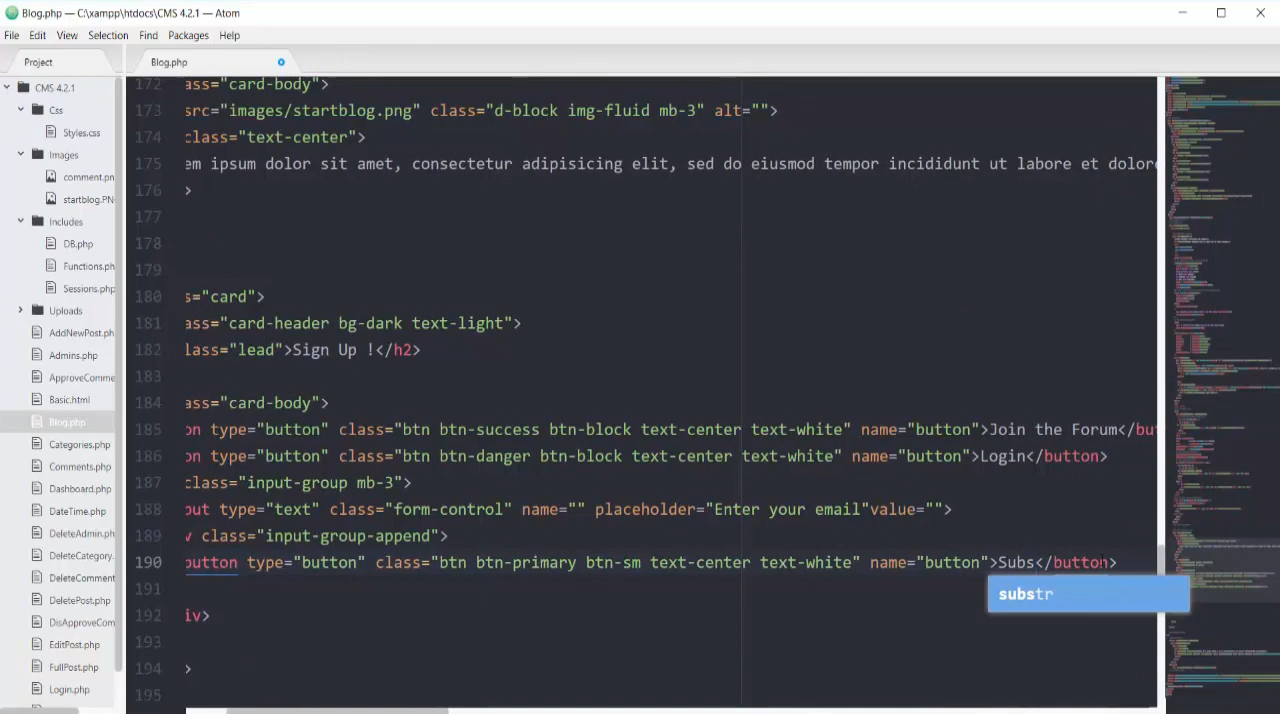 Blog.php — C:\xampp\htdocs\CMS 4.2.1 — Atom
File Edit View Selection Find Packages Help
Project
Blog.php
CMS 4.2.1
Css
Styles.css
Images
comment.pn
startblog.PN
Includes
DB.php
Functions.php
Sessions.php
Uploads
AddNewPost.ph
Admins.php
ApproveComme
Basic.html
Blog.php
Categories.php
Comments.php
Dashboard.php
DateTime.php
DeleteAdmin.ph
DeleteCategory.
DeleteComment
DeletePost.php
DisApproveCom
EditPost.php
FullPost.php
Login.php
172 ass="card-body">
173 src="images/startblog.png" class="d-block img-fluid mb-3" alt="">
174 class="text-center">
175 em ipsum dolor sit amet, consectetur adipisicing elit, sed do eiusmod tempor incididunt ut labore et dolore
176 >
177
178
179
180 s="card">
181 ass="card-header bg-dark text-light">
182 lass="lead">Sign Up !</h2>
183
184 ass="card-body">
185 on type="button" class="btn btn-success btn-block text-center text-white" name="button">Join the Forum</but
186 on type="button" class="btn btn-danger btn-block text-center text-white" name="button">Login</button>
187 class="input-group mb-3">
188 out type="text" class="form-control" name="" placeholder="Enter your email"value="">
189 v class="input-group-append">
190 button type="button" class="btn btn-primary btn-sm text-center text-white" name="button">Subs</button>
substr
191
192 iv>
193
194 >
195